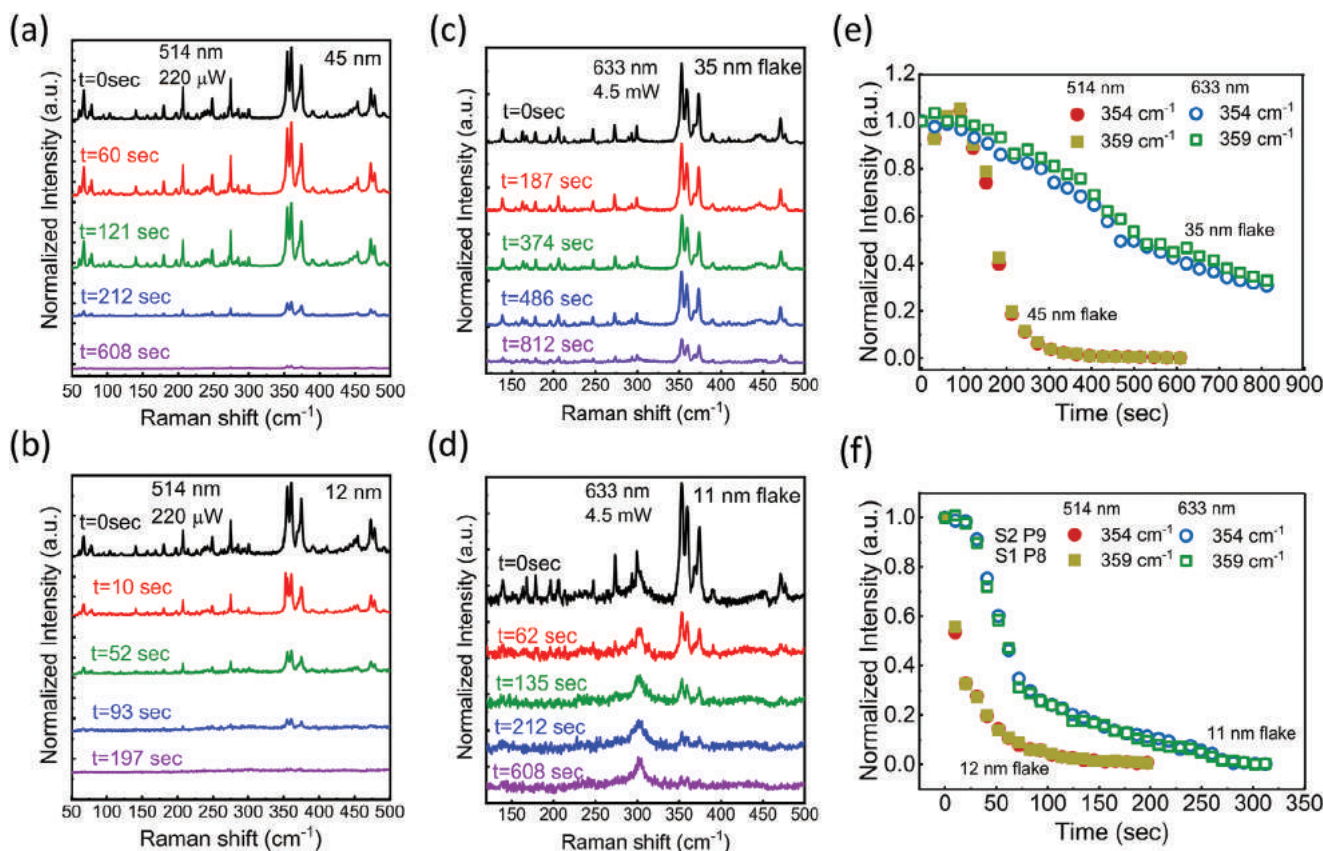 (a)
514 nm
220 μW
45 nm
t=0sec
t=60 sec
t=121 sec
t=212 sec
t=608 sec
Normalized Intensity (a.u.)
50 100 150 200 250 300 350 400 450 500
Raman shift (cm⁻¹)
(b)
514 nm
220 μW
12 nm
t=0sec
t=10 sec
t=52 sec
t=93 sec
t=197 sec
Normalized Intensity (a.u.)
50 100 150 200 250 300 350 400 450 500
Raman shift (cm⁻¹)
(c)
633 nm
4.5 mW
35 nm flake
t=0sec
t=187 sec
t=374 sec
t=486 sec
t=812 sec
Normalized Intensity (a.u.)
150 200 250 300 350 400 450 500
Raman shift (cm⁻¹)
(d)
633 nm
4.5 mW
11 nm flake
t=0sec
t=62 sec
t=135 sec
t=212 sec
t=608 sec
Normalized Intensity (a.u.)
150 200 250 300 350 400 450 500
Raman shift (cm⁻¹)
(e)
514 nm 633 nm
354 cm⁻¹ 354 cm⁻¹
359 cm⁻¹ 359 cm⁻¹
35 nm flake
45 nm flake
Normalized Intensity (a.u.)
1.2
1.0
0.8
0.6
0.4
0.2
0.0
0 100 200 300 400 500 600 700 800 900
Time (sec)
(f)
514 nm 633 nm
S2 P9 354 cm⁻¹ 354 cm⁻¹
S1 P8 359 cm⁻¹ 359 cm⁻¹
11 nm flake
12 nm flake
Normalized Intensity (a.u.)
1.0
0.8
0.6
0.4
0.2
0.0
0 50 100 150 200 250 300 350
Time (sec)